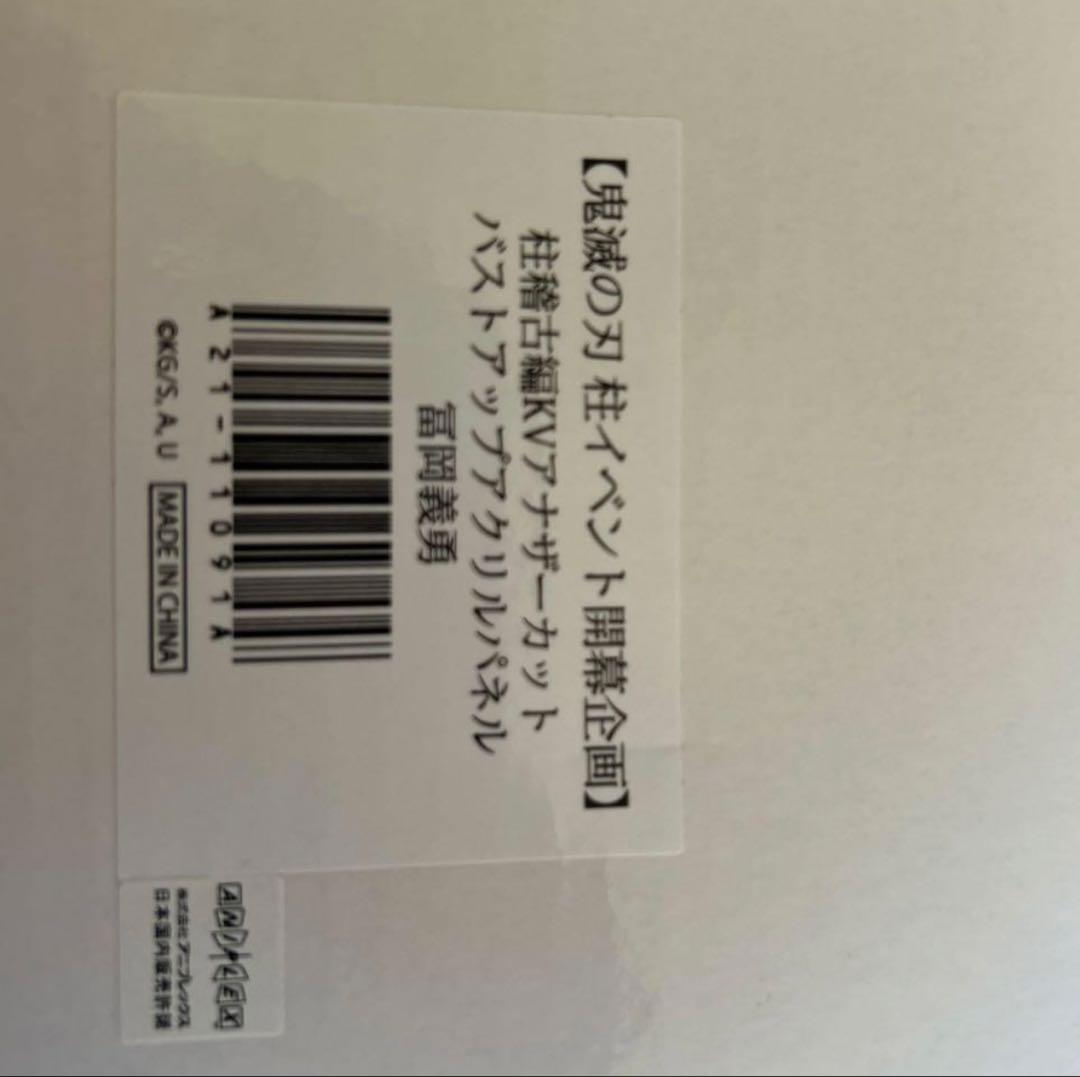 【鬼滅の刃 柱イベント開幕企画】
柱稽古編KVアナザーカット
バストアップアクリルパネル
冨岡義勇
A21-11091A
©KG/S, A, U MADE IN CHINA
ANIPLEX
株式会社アニプレックス
日本国内販売許諾